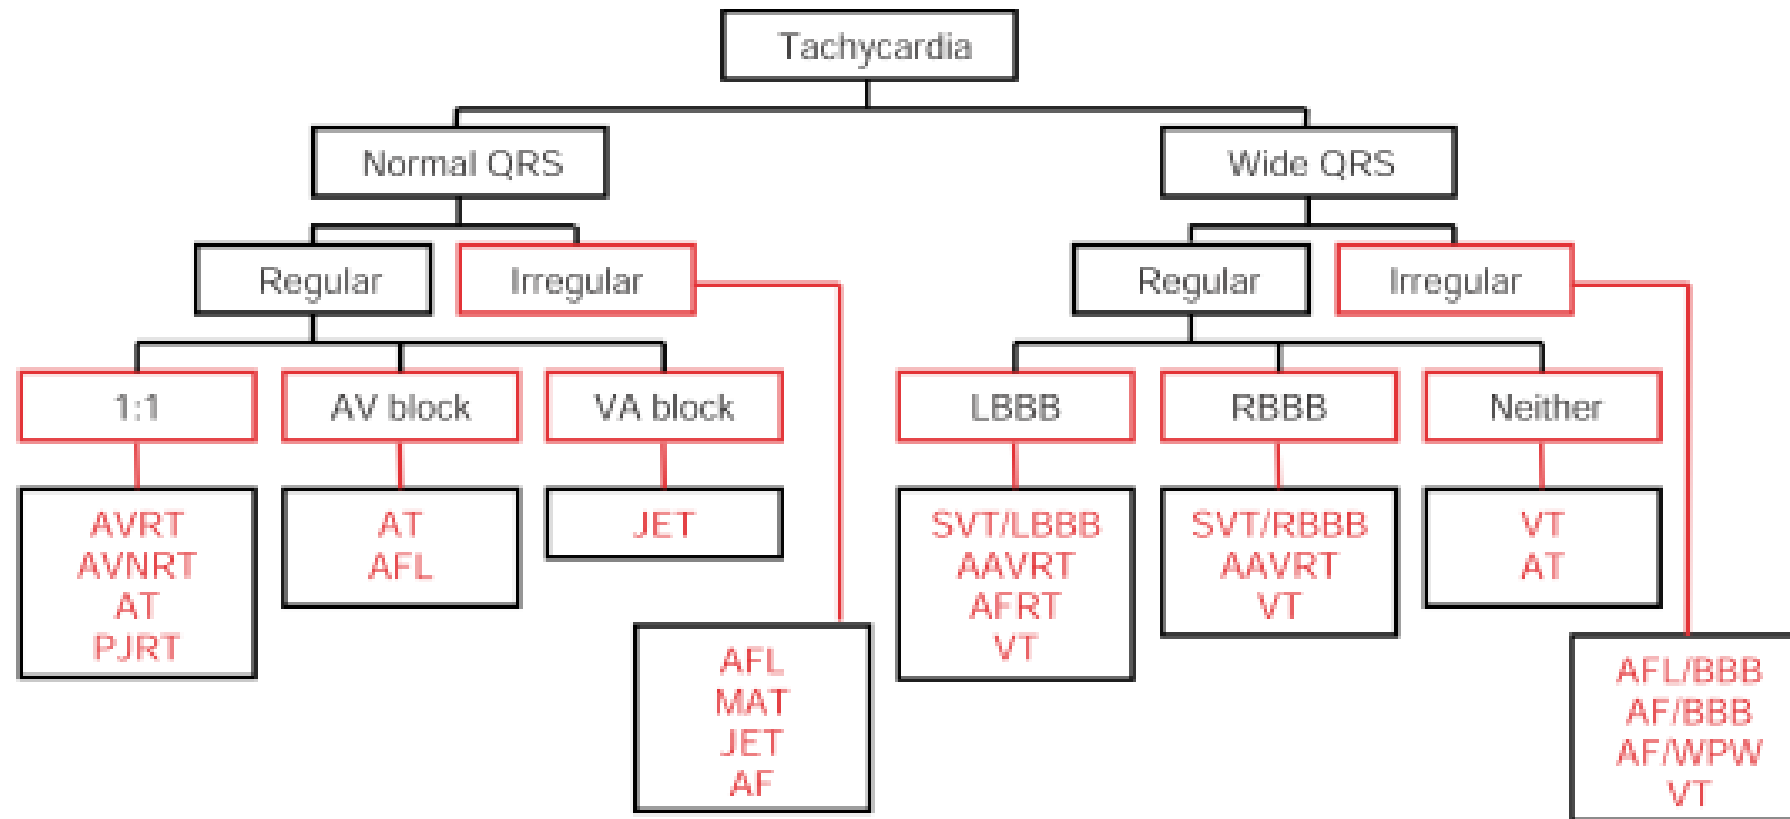 Tachycardia
Normal QRS
Wide QRS
Regular
Irregular
Regular
Irregular
1:1
AV block
VA block
LBBB
RBBB
Neither
AVRT
AVNRT
AT
PJRT
AT
AFL
JET
AFL
MAT
JET
AF
SVT/LBBB
AAVRT
AFRT
VT
SVT/RBBB
AAVRT
VT
VT
AT
AFL/BBB
AF/BBB
AF/WPW
VT